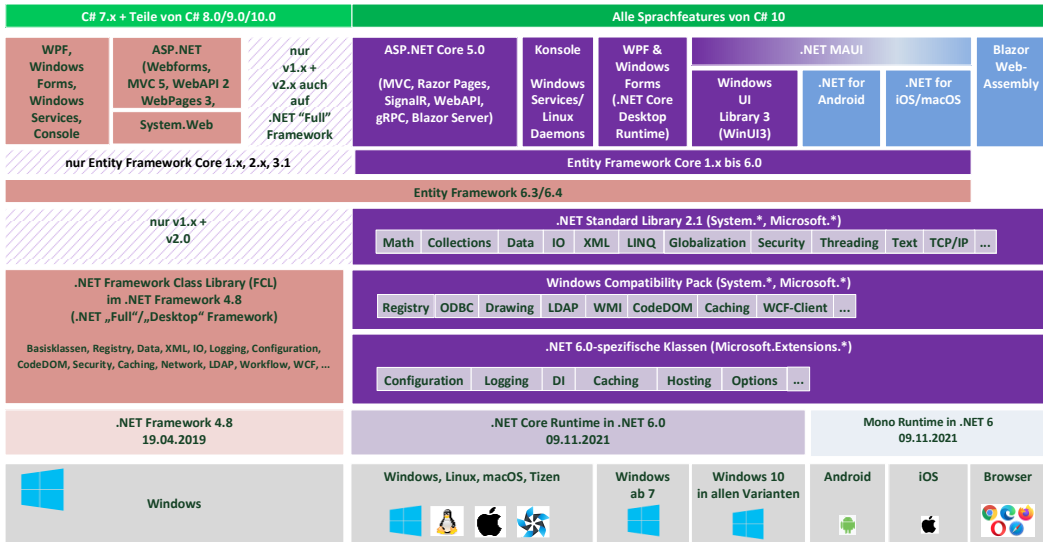 C# 7.x + Teile von C# 8.0/9.0/10.0
Alle Sprachfeatures von C# 10
WPF,
Windows
Forms,
Windows
Services,
Console
ASP.NET
(Webforms,
MVC 5, WebAPI 2
WebPages 3,
System.Web
nur
v1.x +
v2.x auch
auf
.NET “Full”
Framework
ASP.NET Core 5.0
(MVC, Razor Pages,
SignalR, WebAPI,
gRPC, Blazor Server)
Konsole
Windows
Services/
Linux
Daemons
WPF &
Windows
Forms
(.NET Core
Desktop
Runtime)
.NET MAUI
Windows
UI
Library 3
(WinUI3)
.NET for
Android
.NET for
iOS/macOS
Blazor
Web-
Assembly
nur Entity Framework Core 1.x, 2.x, 3.1
Entity Framework Core 1.x bis 6.0
Entity Framework 6.3/6.4
nur v1.x +
v2.0
.NET Standard Library 2.1 (System.*, Microsoft.*)
Math Collections Data IO XML LINQ Globalization Security Threading Text TCP/IP ...
.NET Framework Class Library (FCL)
im .NET Framework 4.8
(.NET „Full“/„Desktop“ Framework)
Basisklassen, Registry, Data, XML, IO, Logging, Configuration,
CodeDOM, Security, Caching, Network, LDAP, Workflow, WCF, ...
Windows Compatibility Pack (System.*, Microsoft.*)
Registry ODBC Drawing LDAP WMI CodeDOM Caching WCF-Client ...
.NET 6.0-spezifische Klassen (Microsoft.Extensions.*)
Configuration Logging DI Caching Hosting Options ...
.NET Framework 4.8
19.04.2019
.NET Core Runtime in .NET 6.0
09.11.2021
Mono Runtime in .NET 6
09.11.2021
Windows
Windows, Linux, macOS, Tizen
Windows
ab 7
Windows 10
in allen Varianten
Android
iOS
Browser